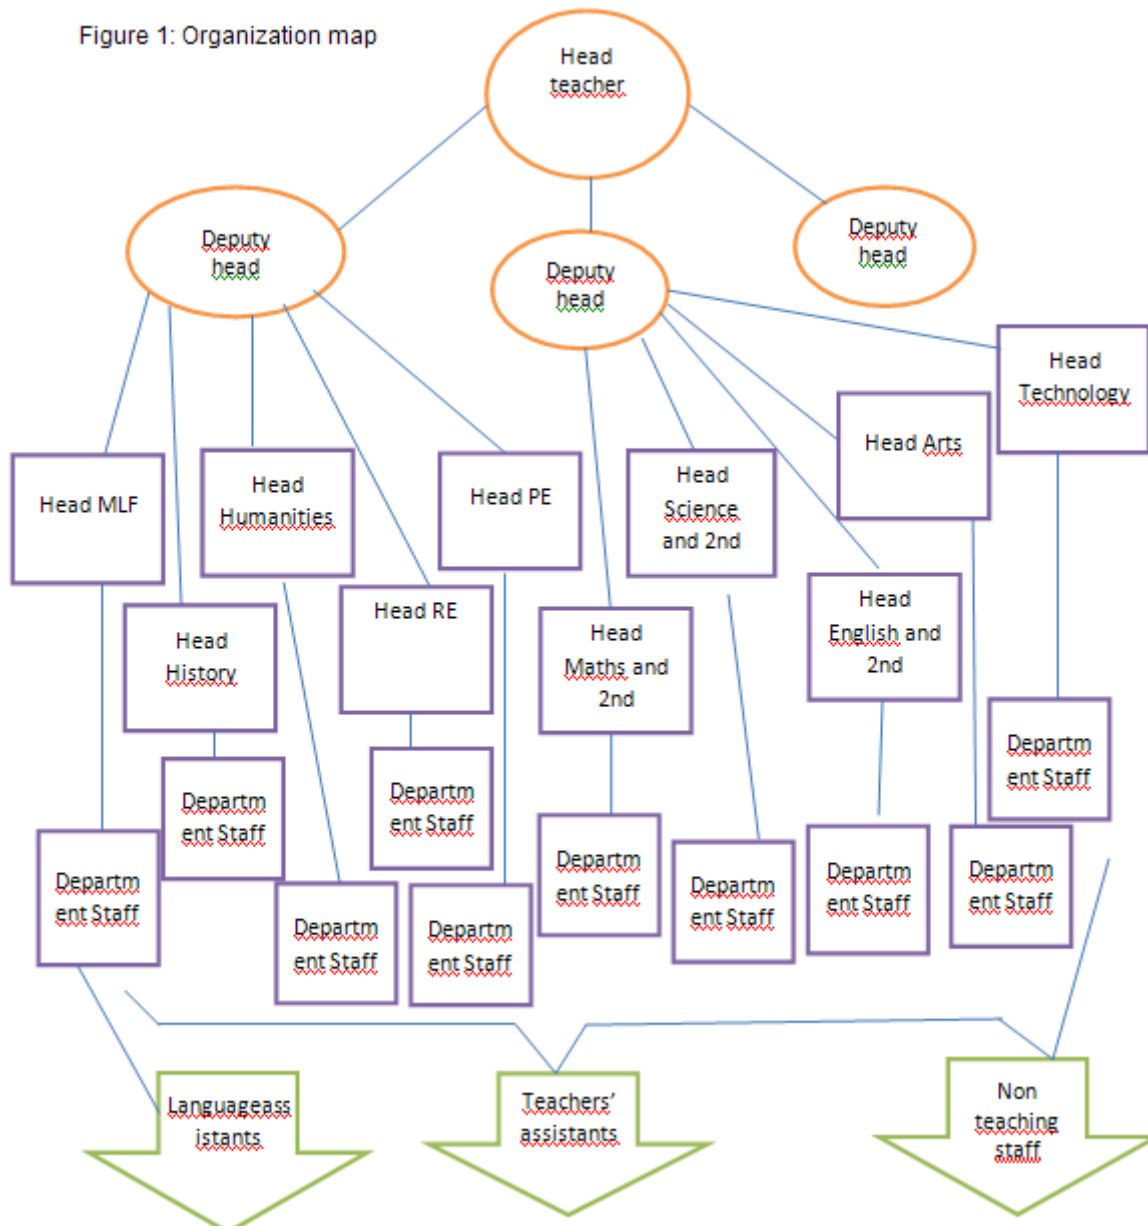 Figure 1: Organization map
Head
teacher
Deputy
head
Deputy
head
Deputy
head
Head
Technology
Head Arts
Head MLF
Head
Humanities
Head PE
Head
Science
and 2nd
Head
History
Head RE
Head
Maths and
2nd
Head
English and
2nd
Departm
ent Staff
Departm
ent Staff
Departm
ent Staff
Departm
ent Staff
Departm
ent Staff
Departm
ent Staff
Departm
ent Staff
Departm
ent Staff
Departm
ent Staff
Departm
ent Staff
Languageass
istants
Teachers’
assistants
Non
teaching
staff